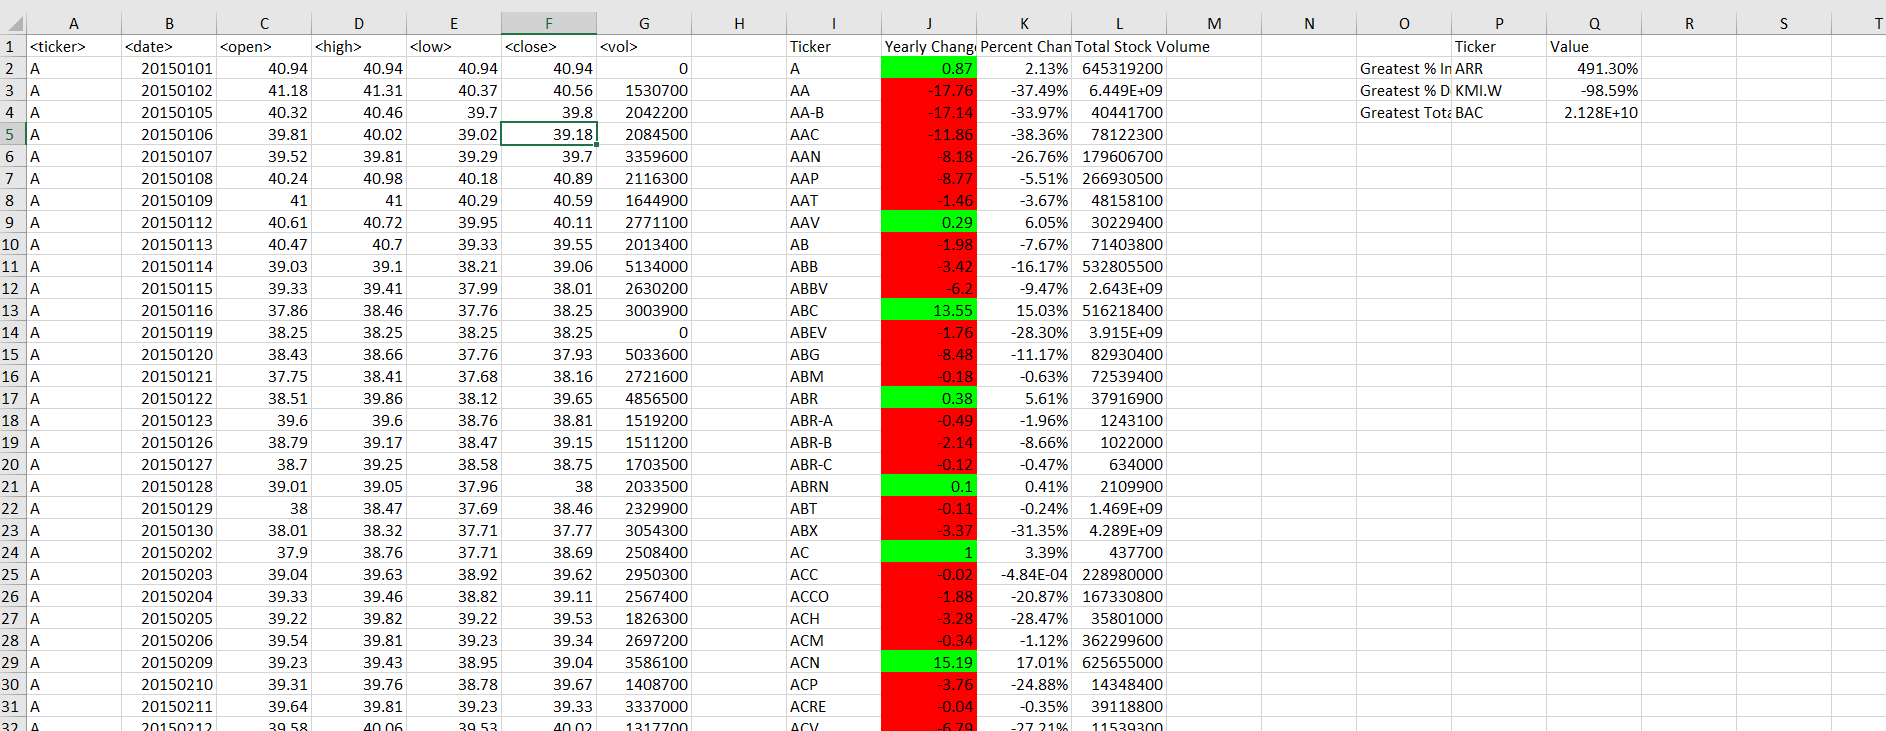 A B C D E F G H I J K L M N O P Q R S T
1 <ticker> <date> <open> <high> <low> <close> <vol> Ticker Yearly Chang Percent Chan Total Stock Volume Ticker Value
2 A 20150101 40.94 40.94 40.94 40.94 0 A 0.87 2.13% 645319200 Greatest % In ARR 491.30%
3 A 20150102 41.18 41.31 40.37 40.56 1530700 AA -17.76 -37.49% 6.449E+09 Greatest % D KMI.W -98.59%
4 A 20150105 40.32 40.46 39.7 39.8 2042200 AA-B -17.14 -33.97% 40441700 Greatest Tota BAC 2.128E+10
5 A 20150106 39.81 40.02 39.02 39.18 2084500 AAC -11.86 -38.36% 78122300
6 A 20150107 39.52 39.81 39.29 39.7 3359600 AAN -8.18 -26.76% 179606700
7 A 20150108 40.24 40.98 40.18 40.89 2116300 AAP -8.77 -5.51% 266930500
8 A 20150109 41 41 40.29 40.59 1644900 AAT -1.46 -3.67% 48158100
9 A 20150112 40.61 40.72 39.95 40.11 2771100 AAV 0.29 6.05% 30229400
10 A 20150113 40.47 40.7 39.33 39.55 2013400 AB -1.98 -7.67% 71403800
11 A 20150114 39.03 39.1 38.21 39.06 5134000 ABB -3.42 -16.17% 532805500
12 A 20150115 39.33 39.41 37.99 38.01 2630200 ABBV -6.2 -9.47% 2.643E+09
13 A 20150116 37.86 38.46 37.76 38.25 3003900 ABC 13.55 15.03% 516218400
14 A 20150119 38.25 38.25 38.25 38.25 0 ABEV -1.76 -28.30% 3.915E+09
15 A 20150120 38.43 38.66 37.76 37.93 5033600 ABG -8.48 -11.17% 82930400
16 A 20150121 37.75 38.41 37.68 38.16 2721600 ABM -0.18 -0.63% 72539400
17 A 20150122 38.51 39.86 38.12 39.65 4856500 ABR 0.38 5.61% 37916900
18 A 20150123 39.6 39.6 38.76 38.81 1519200 ABR-A -0.49 -1.96% 1243100
19 A 20150126 38.79 39.17 38.47 39.15 1511200 ABR-B -2.14 -8.66% 1022000
20 A 20150127 38.7 39.25 38.58 38.75 1703500 ABR-C -0.12 -0.47% 634000
21 A 20150128 39.01 39.05 37.96 38 2033500 ABRN 0.1 0.41% 2109900
22 A 20150129 38 38.47 37.69 38.46 2329900 ABT -0.11 -0.24% 1.469E+09
23 A 20150130 38.01 38.32 37.71 37.77 3054300 ABX -3.37 -31.35% 4.289E+09
24 A 20150202 37.9 38.76 37.71 38.69 2508400 AC 1 3.39% 437700
25 A 20150203 39.04 39.63 38.92 39.62 2950300 ACC -0.02 -4.84E-04 228980000
26 A 20150204 39.33 39.46 38.82 39.11 2567400 ACCO -1.88 -20.87% 167330800
27 A 20150205 39.22 39.82 39.22 39.53 1826300 ACH -3.28 -28.47% 35801000
28 A 20150206 39.54 39.81 39.23 39.34 2697200 ACM -0.34 -1.12% 362299600
29 A 20150209 39.23 39.43 38.95 39.04 3586100 ACN 15.19 17.01% 625655000
30 A 20150210 39.31 39.76 38.78 39.67 1408700 ACP -3.76 -24.88% 14348400
31 A 20150211 39.64 39.81 39.23 39.33 3337000 ACRE -0.04 -0.35% 39118800
32 A 20150212 39.58 40.06 39.53 40.02 1317700 ACV -6.79 -27.21% 11539300